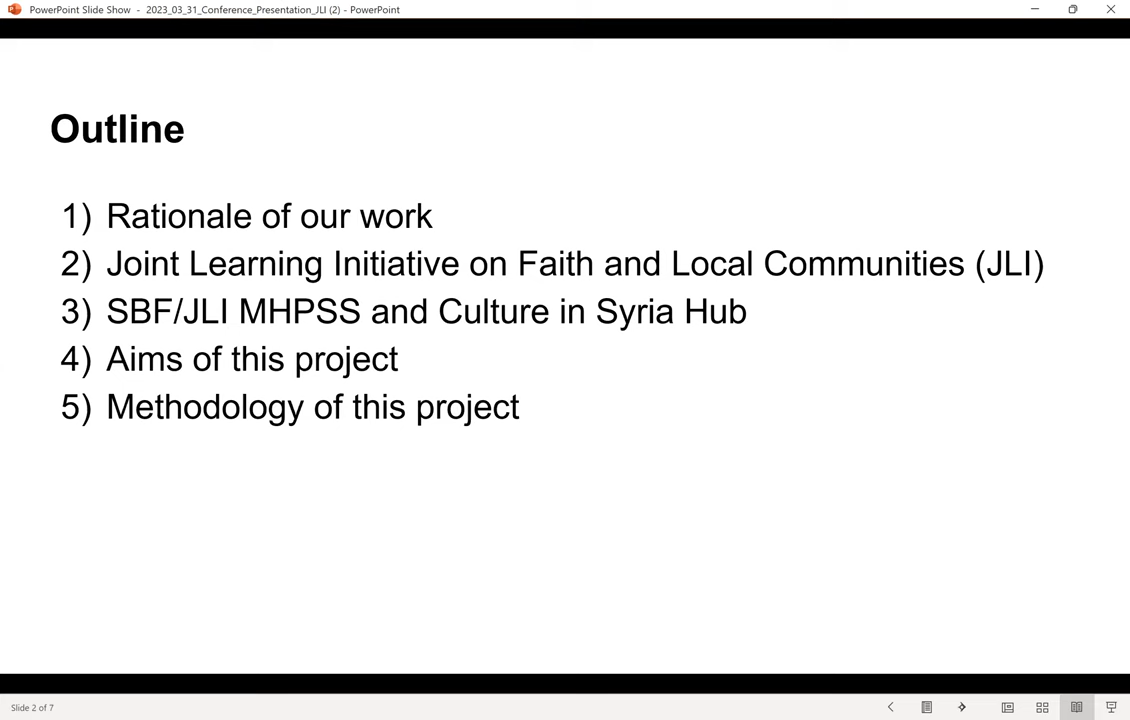 PowerPoint Slide Show - 2023_03_31_Conference_Presentation_JLI (2) - PowerPoint
Outline
1) Rationale of our work
2) Joint Learning Initiative on Faith and Local Communities (JLI)
3) SBF/JLI MHPSS and Culture in Syria Hub
4) Aims of this project
5) Methodology of this project
Slide 2 of 7